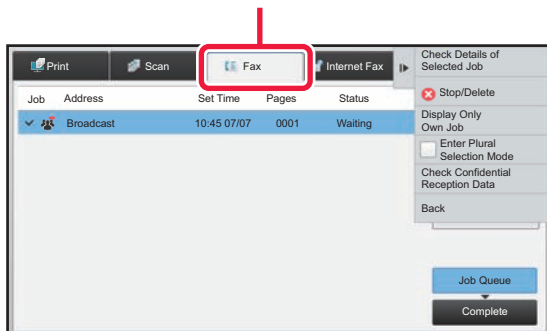 Print
Scan
Fax
Internet Fax
Job Address Set Time Pages Status
Broadcast 10:45 07/07 0001 Waiting
Check Details of
Selected Job
Stop/Delete
Display Only
Own Job
Enter Plural
Selection Mode
Check Confidential
Reception Data
Back
Job Queue
Complete